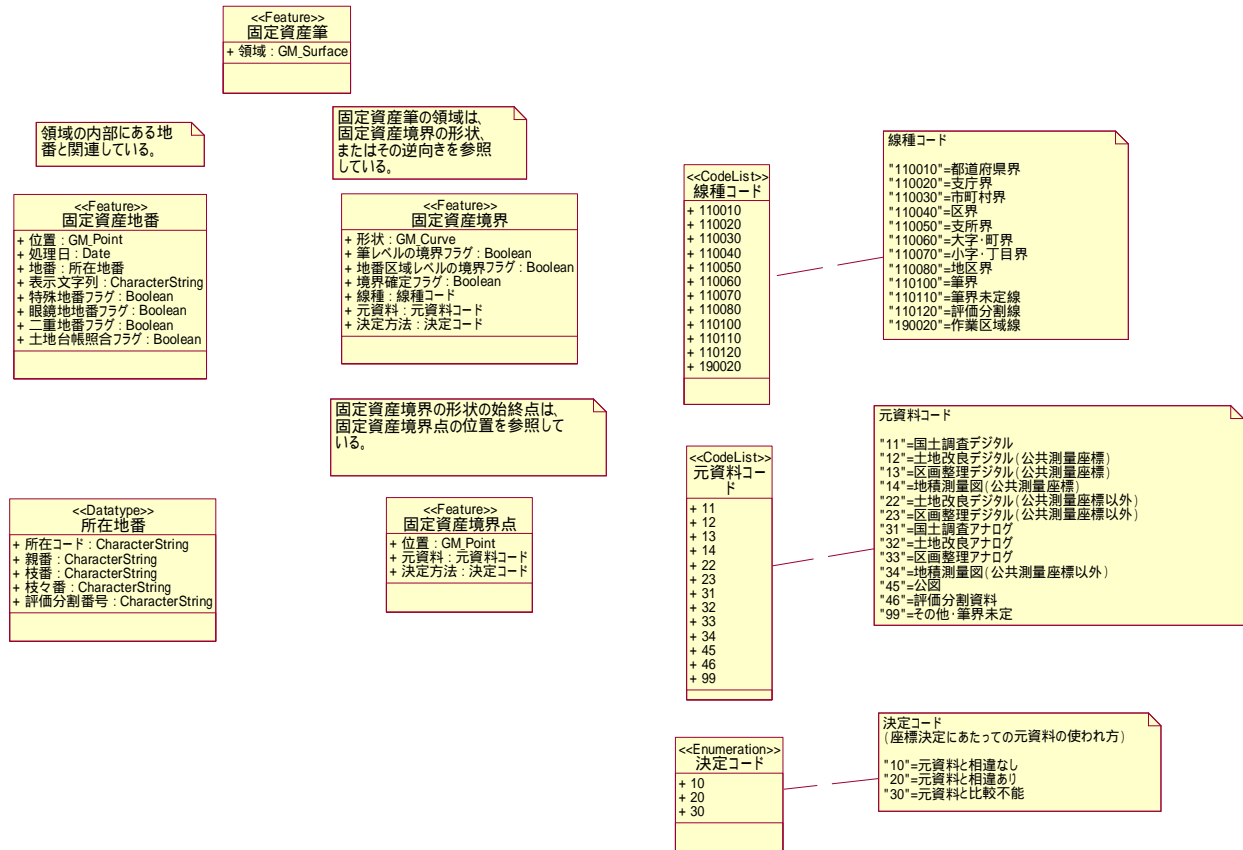 <<Feature>>
固定資産筆
+ 領域 : GM_Surface
領域の内部にある地
番と関連している。
固定資産筆の領域は、
固定資産境界の形状、
またはその逆向きを参照
している。
<<Feature>>
固定資産地番
+ 位置 : GM_Point
+ 処理日 : Date
+ 地番 : 所在地番
+ 表示文字列 : CharacterString
+ 特殊地番フラグ : Boolean
+ 眼鏡地地番フラグ : Boolean
+ 二重地番フラグ : Boolean
+ 土地台帳照合フラグ : Boolean
<<Feature>>
固定資産境界
+ 形状 : GM_Curve
+ 筆レベルの境界フラグ : Boolean
+ 地番区域レベルの境界フラグ : Boolean
+ 境界確定フラグ : Boolean
+ 線種 : 線種コード
+ 元資料 : 元資料コード
+ 決定方法 : 決定コード
固定資産境界の形状の始終点は、
固定資産境界点の位置を参照して
いる。
<<Datatype>>
所在地番
+ 所在コード : CharacterString
+ 親番 : CharacterString
+ 枝番 : CharacterString
+ 枝々番 : CharacterString
+ 評価分割番号 : CharacterString
<<Feature>>
固定資産境界点
+ 位置 : GM_Point
+ 元資料 : 元資料コード
+ 決定方法 : 決定コード
<<CodeList>>
線種コード
+ 110010
+ 110020
+ 110030
+ 110040
+ 110050
+ 110060
+ 110070
+ 110080
+ 110100
+ 110110
+ 110120
+ 190020
線種コード
"110010"=都道府県界
"110020"=支庁界
"110030"=市町村界
"110040"=区界
"110050"=支所界
"110060"=大字・町界
"110070"=小字・丁目界
"110080"=地区界
"110100"=筆界
"110110"=筆界未定線
"110120"=評価分割線
"190020"=作業区域線
<<CodeList>>
元資料コー
ド
+ 11
+ 12
+ 13
+ 14
+ 22
+ 23
+ 31
+ 32
+ 33
+ 34
+ 45
+ 46
+ 99
元資料コード
"11"=国土調査デジタル
"12"=土地改良デジタル(公共測量座標)
"13"=区画整理デジタル(公共測量座標)
"14"=地積測量図(公共測量座標)
"22"=土地改良デジタル(公共測量座標以外)
"23"=区画整理デジタル(公共測量座標以外)
"31"=国土調査アナログ
"32"=土地改良アナログ
"33"=区画整理アナログ
"34"=地積測量図(公共測量座標以外)
"45"=公図
"46"=評価分割資料
"99"=その他・筆界未定
<<Enumeration>>
決定コード
+ 10
+ 20
+ 30
決定コード
(座標決定にあたっての元資料の使われ方)
"10"=元資料と相違なし
"20"=元資料と相違あり
"30"=元資料と比較不能